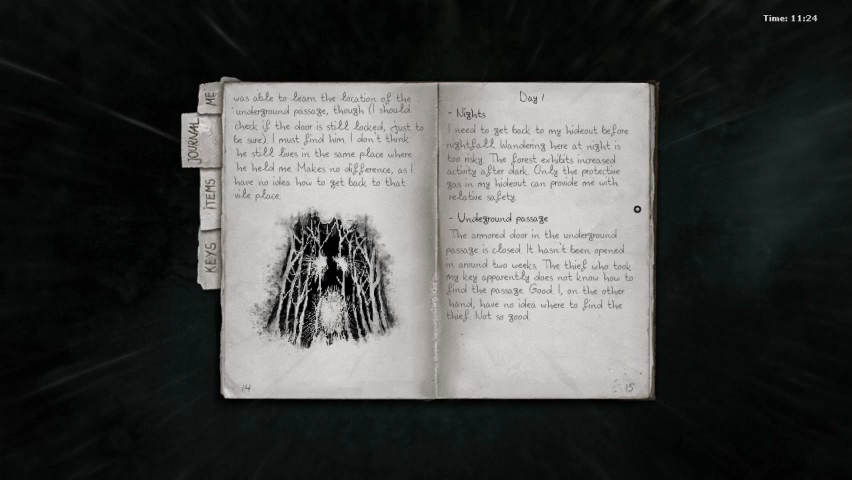 Time: 11:24
ME
JOURNAL
ITEMS
KEYS
was able to learn the location of the
underground passage, though (I should
check if the door is still locked, just to
be sure). I must find him. I don't think
he still lives in the same place where
he held me. Makes no difference, as I
have no idea how to get back to that
vile place.
14
Day 1
- Nights
I need to get back to my hideout before
nightfall. Wandering here at night is
too risky. The forest exhibits increased
activity after dark. Only the protective
gas in my hideout can provide me with
relative safety.
- Undeground passage
The armored door in the underground
passage is closed. It hasn't been opened
in around two weeks. The thief who took
my key apparently does not know how to
find the passage. Good. I, on the other
hand, have no idea where to find the
thief. Not so good.
15